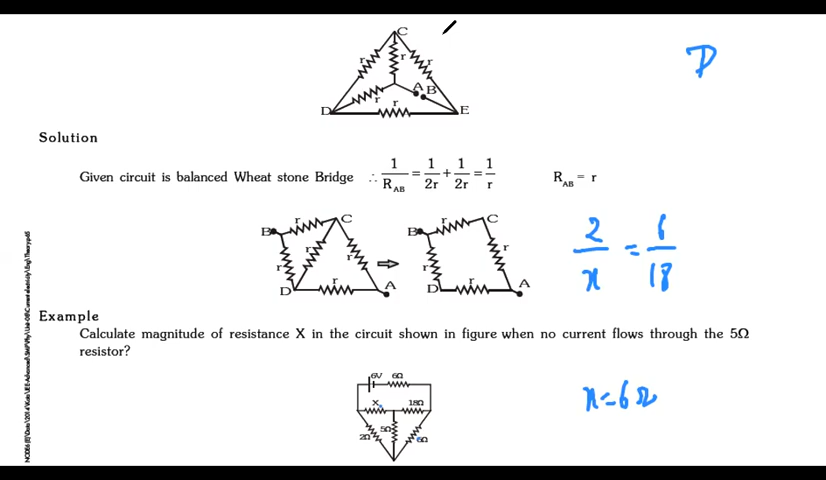 C
r r r
A B
r
D r E
D
Solution
Given circuit is balanced Wheat stone Bridge ∴ 1/R_AB = 1/2r + 1/2r = 1/r R_AB = r
r C r C
B B
r r r r r
D r A D r A
2/x = 6/18
Example
Calculate magnitude of resistance X in the circuit shown in figure when no current flows through the 5Ω
resistor?
6V 6Ω
X 18Ω
2Ω 5Ω 6Ω
x=6Ω